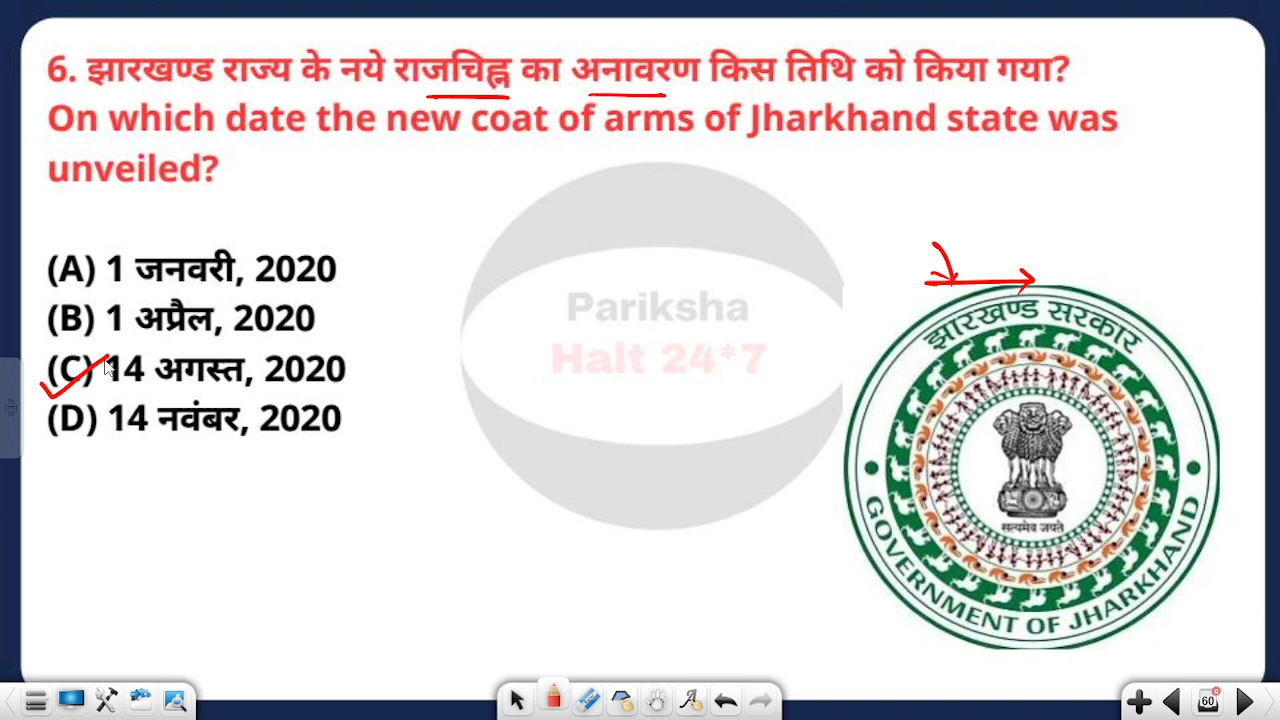 6. झारखण्ड राज्य के नये राजचिह्न का अनावरण किस तिथि को किया गया?
On which date the new coat of arms of Jharkhand state was
unveiled?
(A) 1 जनवरी, 2020
(B) 1 अप्रैल, 2020
(C) 14 अगस्त, 2020
(D) 14 नवंबर, 2020
Pariksha
Halt 24*7
झारखण्ड सरकार
सत्यमेव जयते
GOVERNMENT OF JHARKHAND
60